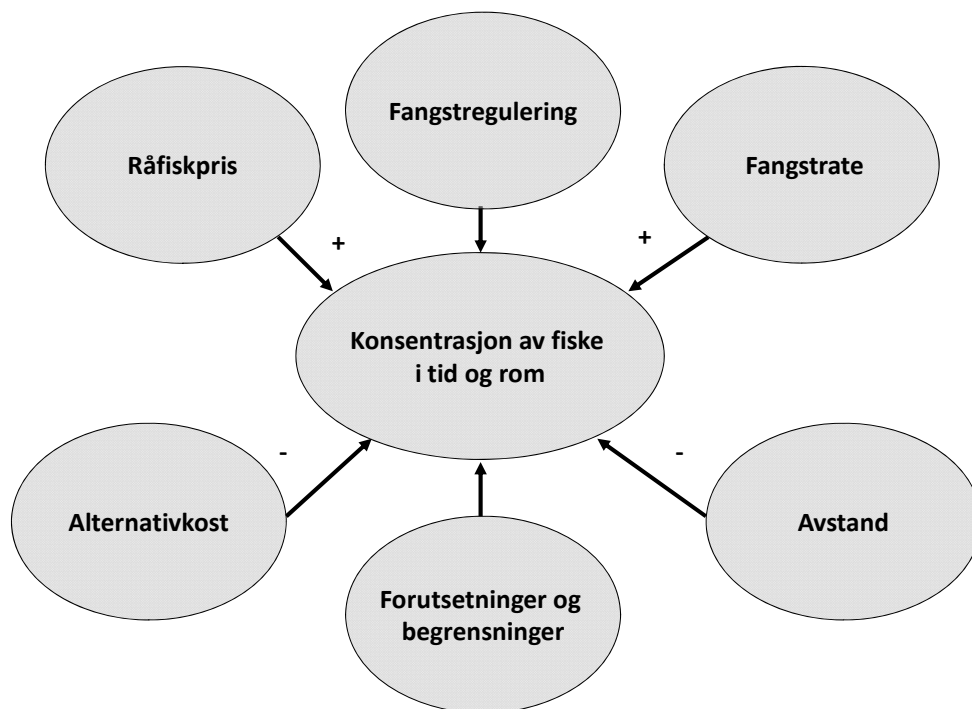 Fangstregulering
Råfiskpris
Fangstrate
+
+
Konsentrasjon av fiske
i tid og rom
-
-
Alternativkost
Avstand
Forutsetninger og
begrensninger